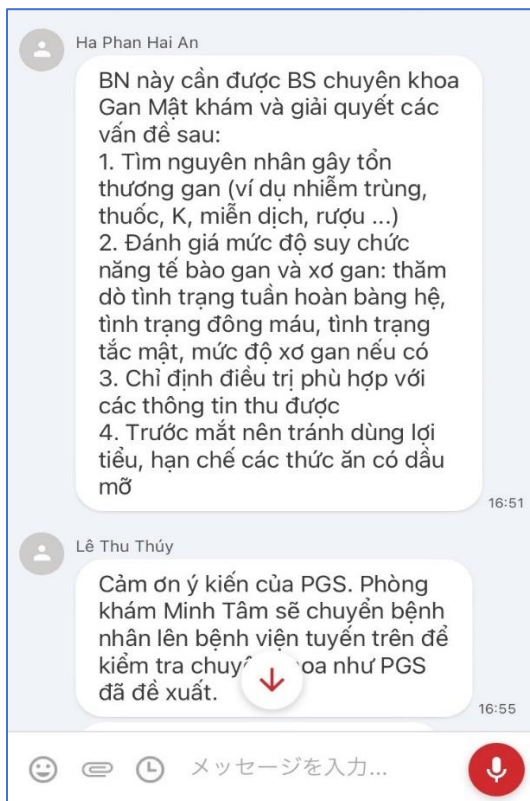 Ha Phan Hai An
BN này cần được BS chuyên khoa
Gan Mật khám và giải quyết các
vấn đề sau:
1. Tìm nguyên nhân gây tổn
thương gan (ví dụ nhiễm trùng,
thuốc, K, miễn dịch, rượu ...)
2. Đánh giá mức độ suy chức
năng tế bào gan và xơ gan: thăm
dò tình trạng tuần hoàn bàng hệ,
tình trạng đông máu, tình trạng
tắc mật, mức độ xơ gan nếu có
3. Chỉ định điều trị phù hợp với
các thông tin thu được
4. Trước mắt nên tránh dùng lợi
tiểu, hạn chế các thức ăn có dầu
mỡ
16:51
Lê Thu Thúy
Cảm ơn ý kiến của PGS. Phòng
khám Minh Tâm sẽ chuyển bệnh
nhân lên bệnh viện tuyến trên để
kiểm tra như PGS
đã đề xuất.
16:55
メッセージを入力...